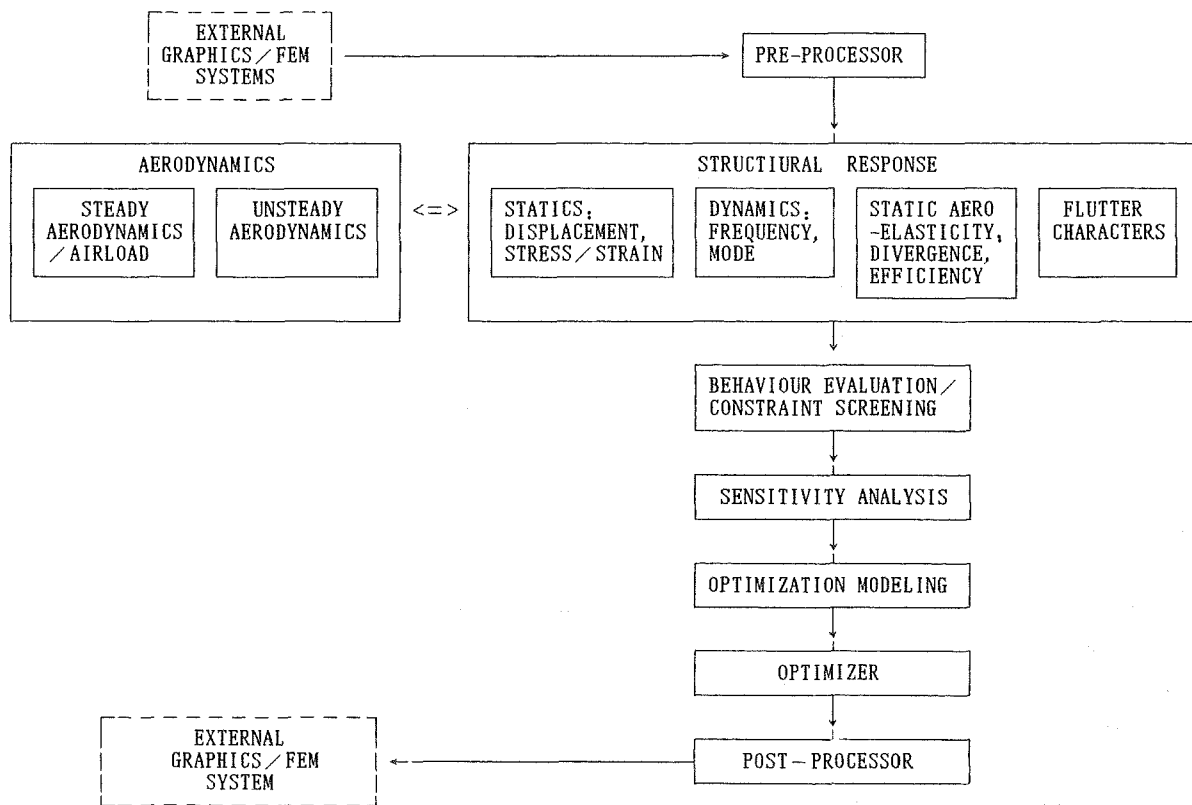 EXTERNAL
GRAPHICS/FEM
SYSTEMS
PRE-PROCESSOR
AERODYNAMICS
STEADY
AERODYNAMICS
/AIRLOAD
UNSTEADY
AERODYNAMICS
<=>
STRUCTIURAL RESPONSE
STATICS:
DISPLACEMENT,
STRESS/STRAIN
DYNAMICS:
FREQUENCY,
MODE
STATIC AERO
-ELASTICITY,
DIVERGENCE,
EFFICIENCY
FLUTTER
CHARACTERS
BEHAVIOUR EVALUATION/
CONSTRAINT SCREENING
SENSITIVITY ANALYSIS
OPTIMIZATION MODELING
OPTIMIZER
POST-PROCESSOR
EXTERNAL
GRAPHICS/FEM
SYSTEM